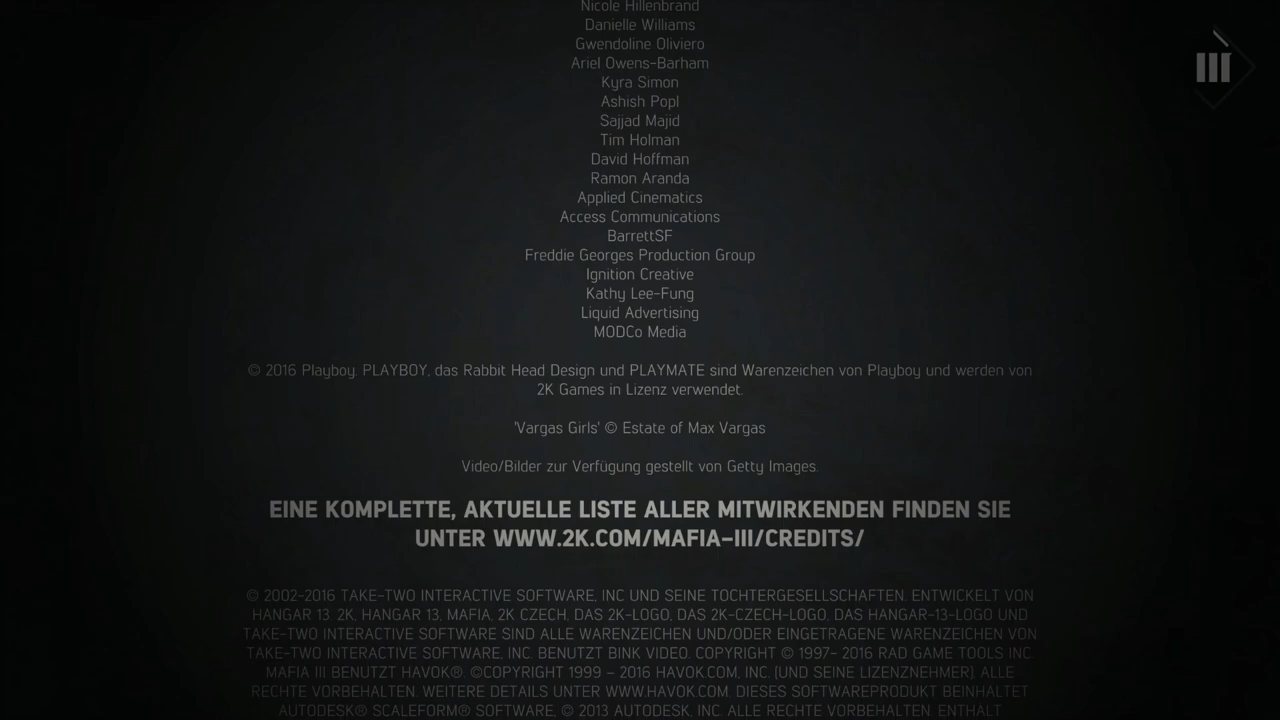 Nicole Hillenbrand
Danielle Williams
Gwendoline Oliviero
Ariel Owens-Barham
Kyra Simon
Ashish Popl
Sajjad Majid
Tim Holman
David Hoffman
Ramon Aranda
Applied Cinematics
Access Communications
BarrettSF
Freddie Georges Production Group
Ignition Creative
Kathy Lee-Fung
Liquid Advertising
MODCo Media
© 2016 Playboy. PLAYBOY, das Rabbit Head Design und PLAYMATE sind Warenzeichen von Playboy und werden von
2K Games in Lizenz verwendet.
'Vargas Girls' © Estate of Max Vargas
Video/Bilder zur Verfügung gestellt von Getty Images.
EINE KOMPLETTE, AKTUELLE LISTE ALLER MITWIRKENDEN FINDEN SIE
UNTER WWW.2K.COM/MAFIA-III/CREDITS/
© 2002-2016 TAKE-TWO INTERACTIVE SOFTWARE, INC UND SEINE TOCHTERGESELLSCHAFTEN. ENTWICKELT VON
HANGAR 13. 2K, HANGAR 13, MAFIA, 2K CZECH, DAS 2K-LOGO, DAS 2K-CZECH-LOGO, DAS HANGAR-13-LOGO UND
TAKE-TWO INTERACTIVE SOFTWARE SIND ALLE WARENZEICHEN UND/ODER EINGETRAGENE WARENZEICHEN VON
TAKE-TWO INTERACTIVE SOFTWARE, INC. BENUTZT BINK VIDEO. COPYRIGHT © 1997- 2016 RAD GAME TOOLS INC.
MAFIA III BENUTZT HAVOK®. ©COPYRIGHT 1999 - 2016 HAVOK.COM, INC. (UND SEINE LIZENZNEHMER). ALLE
RECHTE VORBEHALTEN. WEITERE DETAILS UNTER WWW.HAVOK.COM. DIESES SOFTWAREPRODUKT BEINHALTET
AUTODESK® SCALEFORM® SOFTWARE, © 2013 AUTODESK, INC. ALLE RECHTE VORBEHALTEN. ENTHÄLT